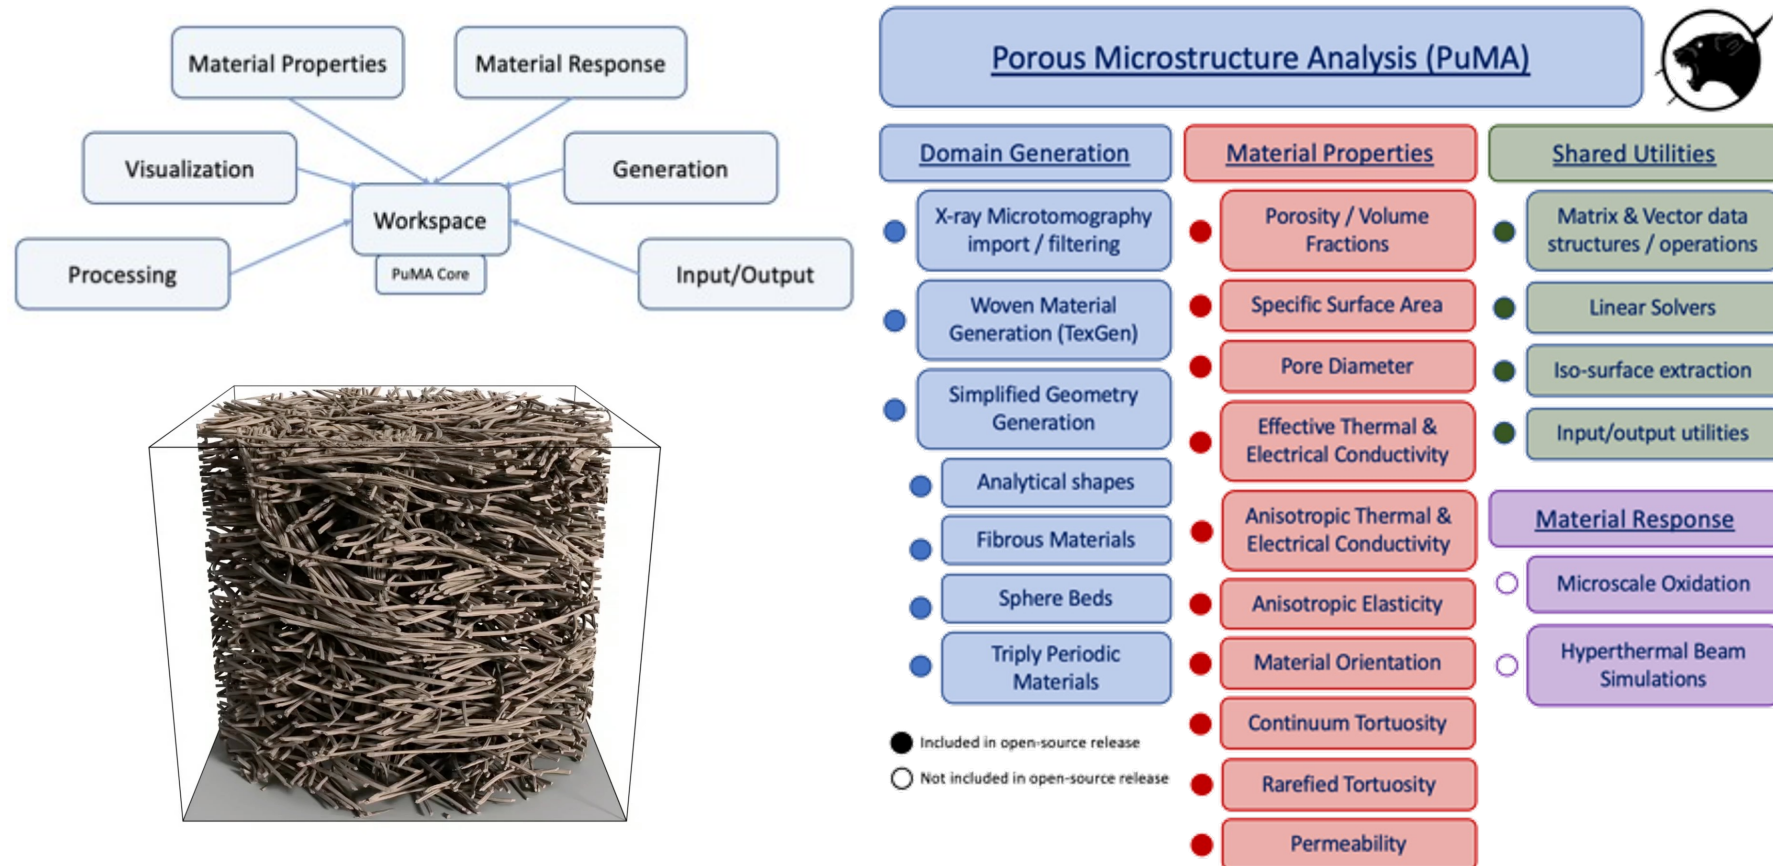 Material Properties
Material Response
Visualization
Generation
Workspace
Processing
PuMA Core
Input/Output
Porous Microstructure Analysis (PuMA)
Domain Generation
X-ray Microtomography
import / filtering
Woven Material
Generation (TexGen)
Simplified Geometry
Generation
Analytical shapes
Fibrous Materials
Sphere Beds
Triply Periodic
Materials
Included in open-source release
Not included in open-source release
Material Properties
Porosity / Volume
Fractions
Specific Surface Area
Pore Diameter
Effective Thermal &
Electrical Conductivity
Anisotropic Thermal &
Electrical Conductivity
Anisotropic Elasticity
Material Orientation
Continuum Tortuosity
Rarefied Tortuosity
Permeability
Shared Utilities
Matrix & Vector data
structures / operations
Linear Solvers
Iso-surface extraction
Input/output utilities
Material Response
Microscale Oxidation
Hyperthermal Beam
Simulations